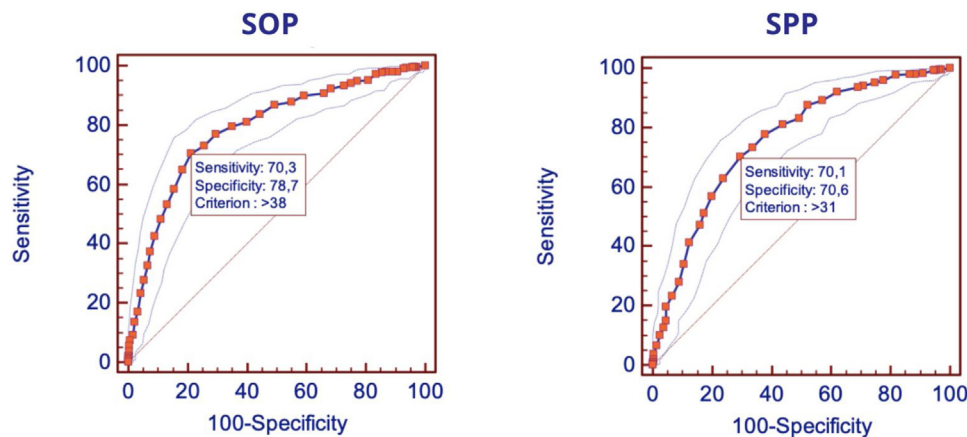 SOP
100
80
60
40
20
0
Sensitivity
Sensitivity: 70,3
Specificity: 78,7
Criterion : >38
0 20 40 60 80 100
100-Specificity
SPP
100
80
60
40
20
0
Sensitivity
Sensitivity: 70,1
Specificity: 70,6
Criterion : >31
0 20 40 60 80 100
100-Specificity